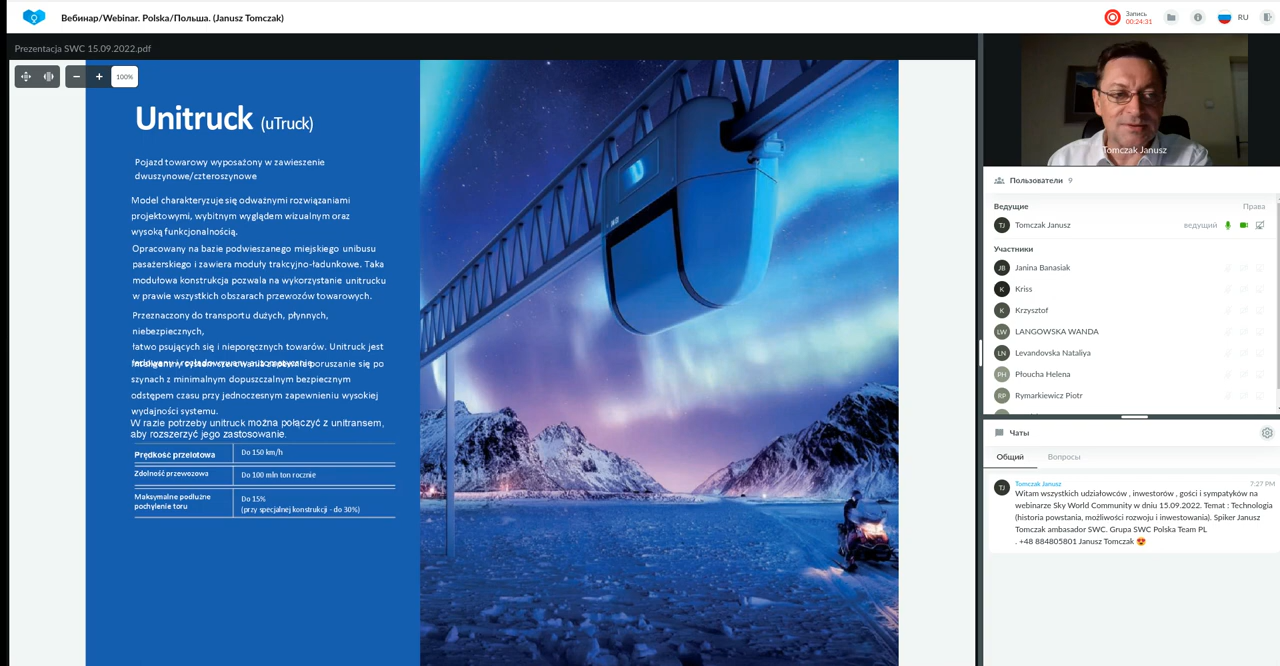 Вебинар/Webinar. Polska/Польша. (Janusz Tomczak)
Запись
00:24:31
RU
Prezentacja SWC 15.09.2022.pdf
100%
Unitruck (uTruck)
Pojazd towarowy wyposażony w zawieszenie
dwuszynowe/czteroszynowe
Model charakteryzuje się odważnymi rozwiązaniami
projektowymi, wybitnym wyglądem wizualnym oraz
wysoką funkcjonalnością.
Opracowany na bazie podwieszanego miejskiego unibusu
pasażerskiego i zawiera moduły trakcyjno-ładunkowe. Taka
modułowa konstrukcja pozwala na wykorzystanie unitrucku
w prawie wszystkich obszarach przewozów towarowych.
Przeznaczony do transportu dużych, płynnych,
niebezpiecznych,
łatwo psujących się i nieporęcznych towarów. Unitruck jest
poruszanie się po
szynach z minimalnym dopuszczalnym bezpiecznym
odstępem czasu przy jednoczesnym zapewnieniu wysokiej
wydajności systemu.
W razie potrzeby unitruck można połączyć z unitransem,
aby rozszerzyć jego zastosowanie.
Prędkość przelotowa Do 150 km/h
Zdolność przewozowa Do 100 mln ton rocznie
Maksymalne podłużne
pochylenie toru
Do 15%
(przy specjalnej konstrukcji - do 30%)
Tomczak Janusz
Пользователи 9
Ведущие Права
TJ Tomczak Janusz ведущий
Участники
JB Janina Banasiak
K Kriss
K Krzysztof
LW LANGOWSKA WANDA
LN Levandovska Nataliya
PH Płoucha Helena
RP Rymarkiewicz Piotr
Чаты
Общий Вопросы
TJ Tomczak Janusz 7:27 PM
Witam wszystkich udziałowców , inwestorów , gości i sympatyków na
webinarze Sky World Community w dniu 15.09.2022. Temat : Technologia
(historia powstania, możliwości rozwoju i inwestowania). Spiker Janusz
Tomczak ambasador SWC. Grupa SWC Polska Team PL
. +48 884805801 Janusz Tomczak 😍